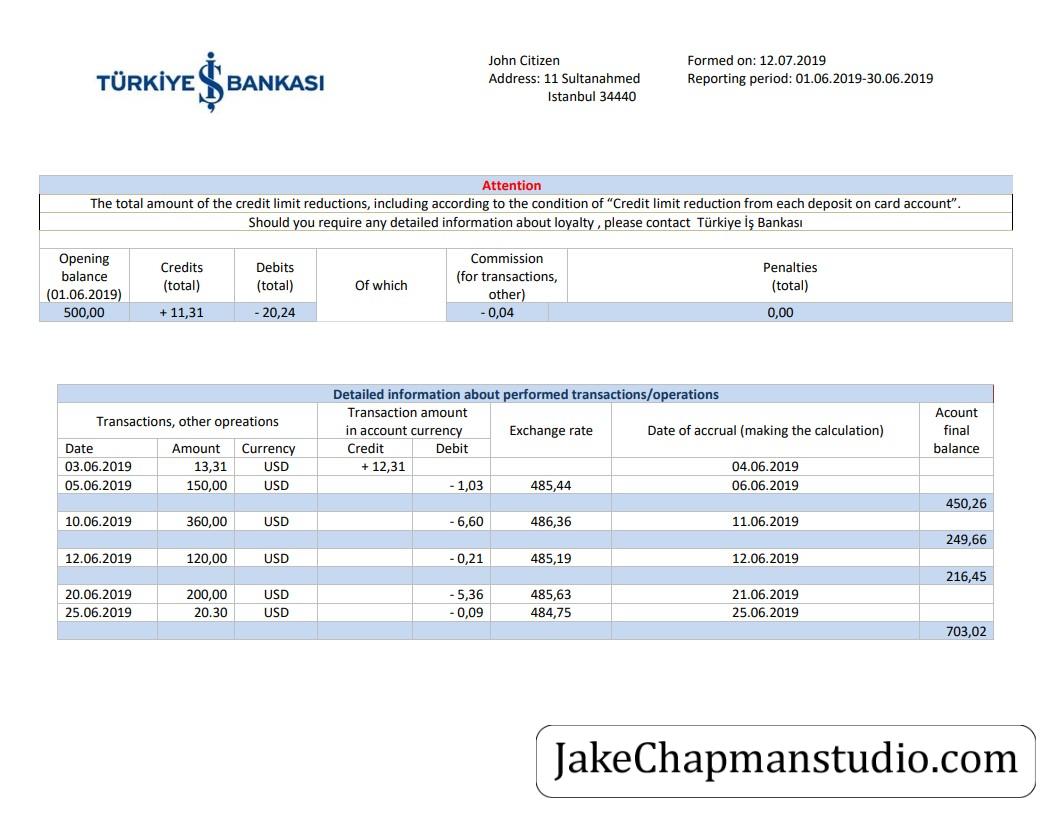 TÜRKİYE İŞ BANKASI
John Citizen
Address: 11 Sultanahmed
Istanbul 34440
Formed on: 12.07.2019
Reporting period: 01.06.2019-30.06.2019
Attention
The total amount of the credit limit reductions, including according to the condition of “Credit limit reduction from each deposit on card account”.
Should you require any detailed information about loyalty , please contact Türkiye İş Bankası
Opening balance (01.06.2019) Credits (total) Debits (total) Of which Commission (for transactions, other) Penalties (total)
500,00 + 11,31 - 20,24 - 0,04 0,00
Detailed information about performed transactions/operations
Transactions, other opreations Transaction amount in account currency Exchange rate Date of accrual (making the calculation) Acount final balance
Date Amount Currency Credit Debit
03.06.2019 13,31 USD + 12,31 04.06.2019
05.06.2019 150,00 USD - 1,03 485,44 06.06.2019
450,26
10.06.2019 360,00 USD - 6,60 486,36 11.06.2019
249,66
12.06.2019 120,00 USD - 0,21 485,19 12.06.2019
216,45
20.06.2019 200,00 USD - 5,36 485,63 21.06.2019
25.06.2019 20.30 USD - 0,09 484,75 25.06.2019
703,02
JakeChapmanstudio.com